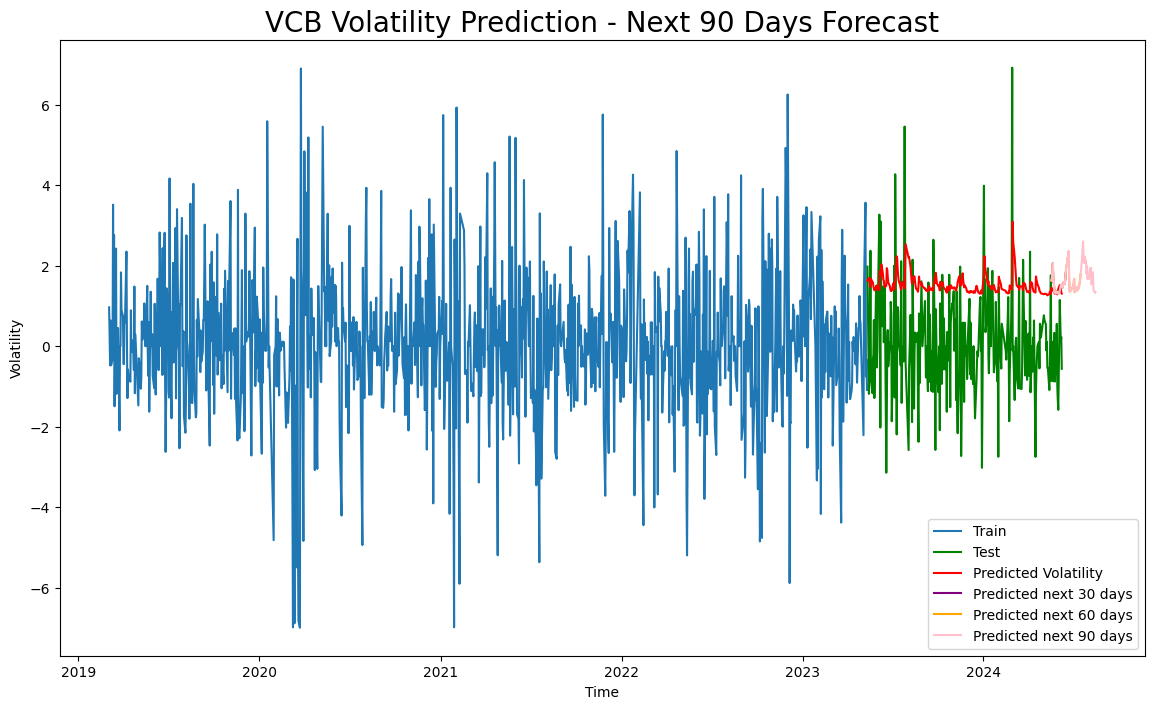 VCB Volatility Prediction - Next 90 Days Forecast
Volatility
6
4
2
0
−2
−4
−6
2019
2020
2021
2022
2023
2024
Time
Train
Test
Predicted Volatility
Predicted next 30 days
Predicted next 60 days
Predicted next 90 days